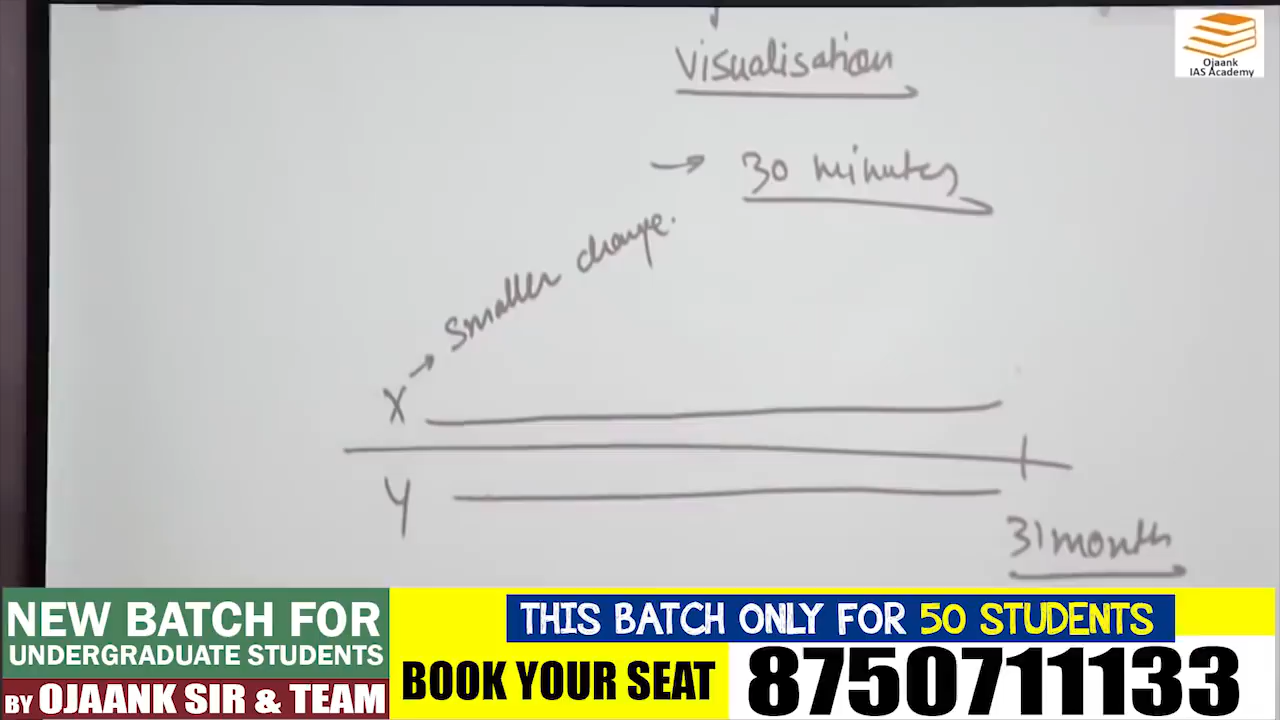 visualisation
Ojaank
IAS Academy
→ 30 minutes
→ smaller change.
X
Y
31 month
NEW BATCH FOR
UNDERGRADUATE STUDENTS
BY OJAANK SIR & TEAM
THIS BATCH ONLY FOR 50 STUDENTS
BOOK YOUR SEAT
8750711133